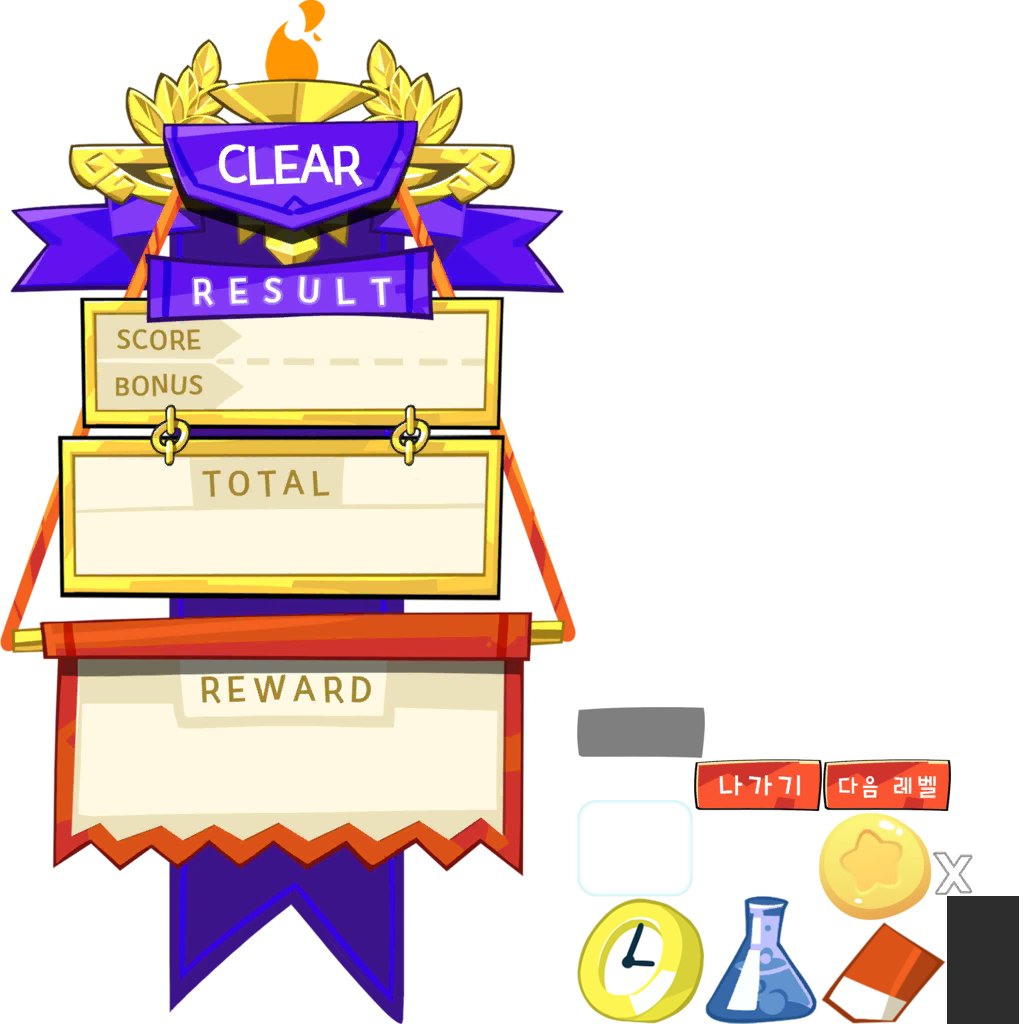 CLEAR
RESULT
SCORE
BONUS
TOTAL
REWARD
나가기
다음 레벨
X